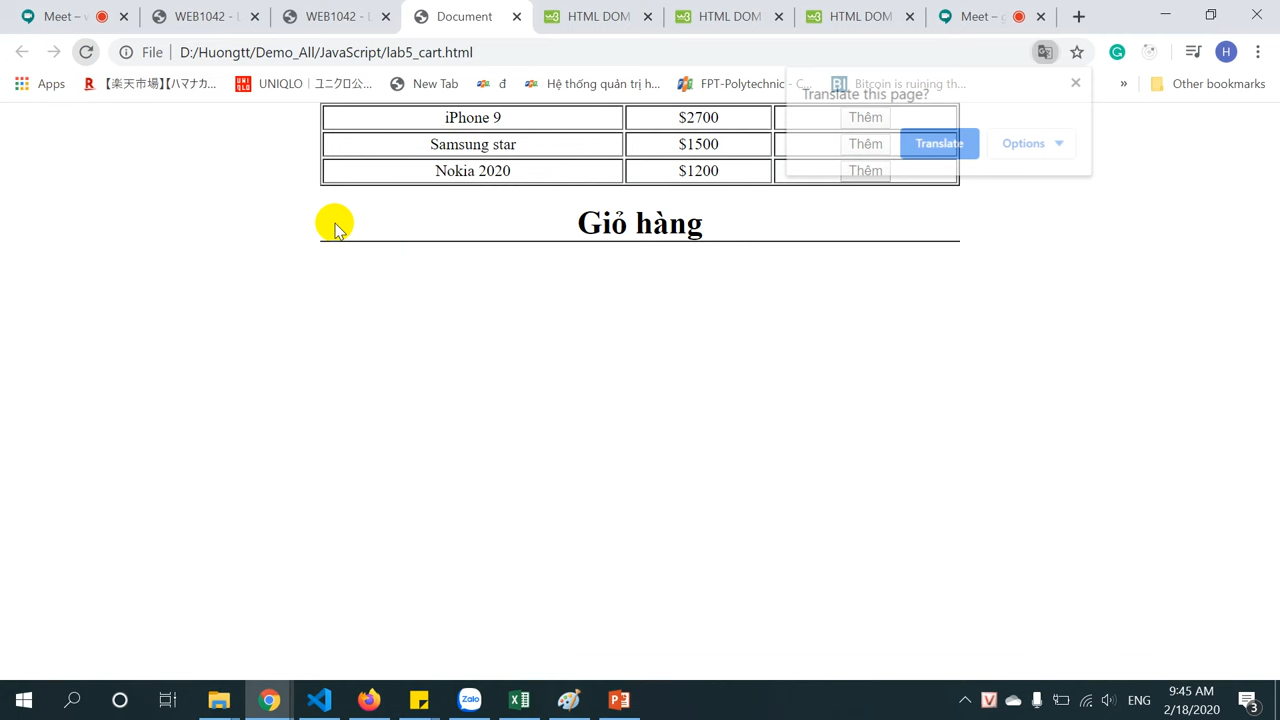 Meet – WEB1042 - L WEB1042 - L Document HTML DOM HTML DOM HTML DOM Meet –
File D:/Huongtt/Demo_All/JavaScript/lab5_cart.html H
Apps 【楽天市場】【ハマナカ... UNIQLO｜ユニクロ公... New Tab đ Hệ thống quản trị h... FPT-Polytechnic - C... Bitcoin is ruining th... » Other bookmarks
Translate this page?
Translate Options
iPhone 9 $2700 Thêm
Samsung star $1500 Thêm
Nokia 2020 $1200 Thêm
Giỏ hàng
Zalo ENG 9:45 AM
2/18/2020 3